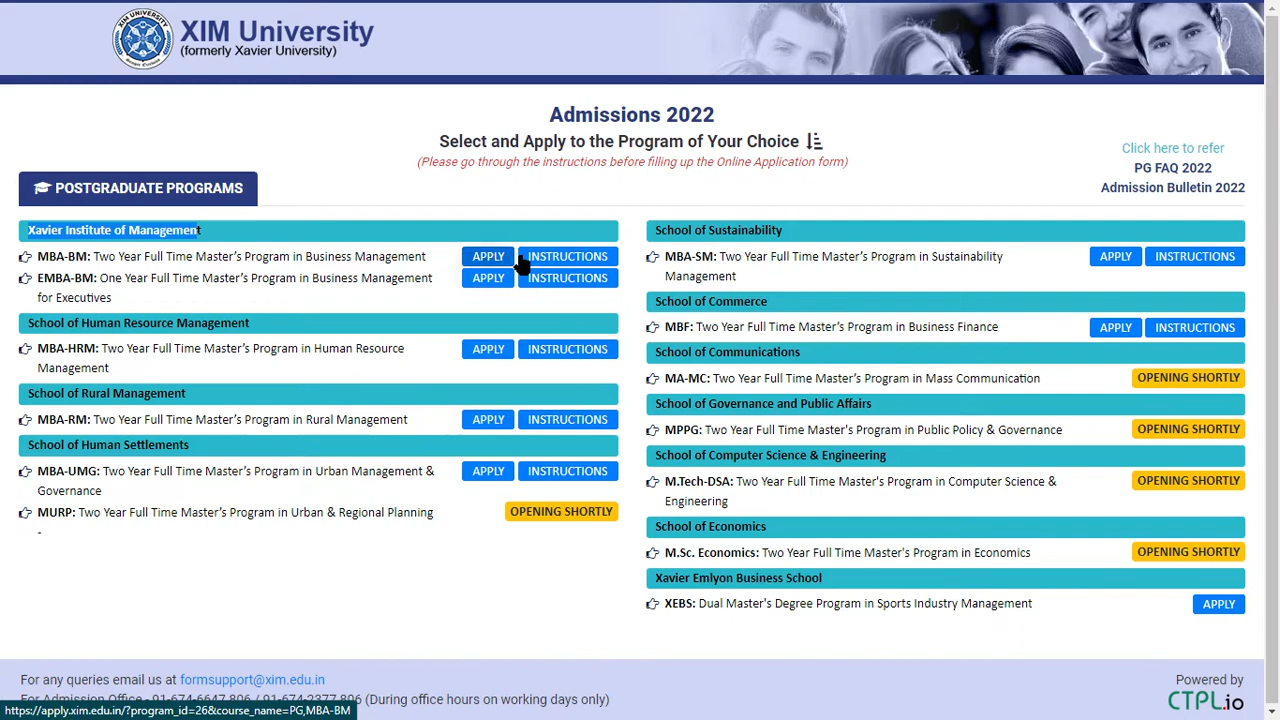 XIM University
(formerly Xavier University)
Admissions 2022
Select and Apply to the Program of Your Choice
(Please go through the instructions before filling up the Online Application form)
Click here to refer
PG FAQ 2022
Admission Bulletin 2022
POSTGRADUATE PROGRAMS
Xavier Institute of Management
MBA-BM: Two Year Full Time Master's Program in Business Management APPLY INSTRUCTIONS
EMBA-BM: One Year Full Time Master's Program in Business Management APPLY INSTRUCTIONS
for Executives
School of Human Resource Management
MBA-HRM: Two Year Full Time Master's Program in Human Resource APPLY INSTRUCTIONS
Management
School of Rural Management
MBA-RM: Two Year Full Time Master's Program in Rural Management APPLY INSTRUCTIONS
School of Human Settlements
MBA-UMG: Two Year Full Time Master's Program in Urban Management & APPLY INSTRUCTIONS
Governance
MURP: Two Year Full Time Master's Program in Urban & Regional Planning OPENING SHORTLY
-
School of Sustainability
MBA-SM: Two Year Full Time Master's Program in Sustainability APPLY INSTRUCTIONS
Management
School of Commerce
MBF: Two Year Full Time Master's Program in Business Finance APPLY INSTRUCTIONS
School of Communications
MA-MC: Two Year Full Time Master's Program in Mass Communication OPENING SHORTLY
School of Governance and Public Affairs
MPPG: Two Year Full Time Master's Program in Public Policy & Governance OPENING SHORTLY
School of Computer Science & Engineering
M.Tech-DSA: Two Year Full Time Master's Program in Computer Science & OPENING SHORTLY
Engineering
School of Economics
M.Sc. Economics: Two Year Full Time Master's Program in Economics OPENING SHORTLY
Xavier Emlyon Business School
XEBS: Dual Master's Degree Program in Sports Industry Management APPLY
For any queries email us at formsupport@xim.edu.in
For Admission Office - 91-674-6647 806 / 91-674-2377 806 (During office hours on working days only)
Powered by
CTPL.io
https://apply.xim.edu.in/?program_id=26&course_name=PG,MBA-BM